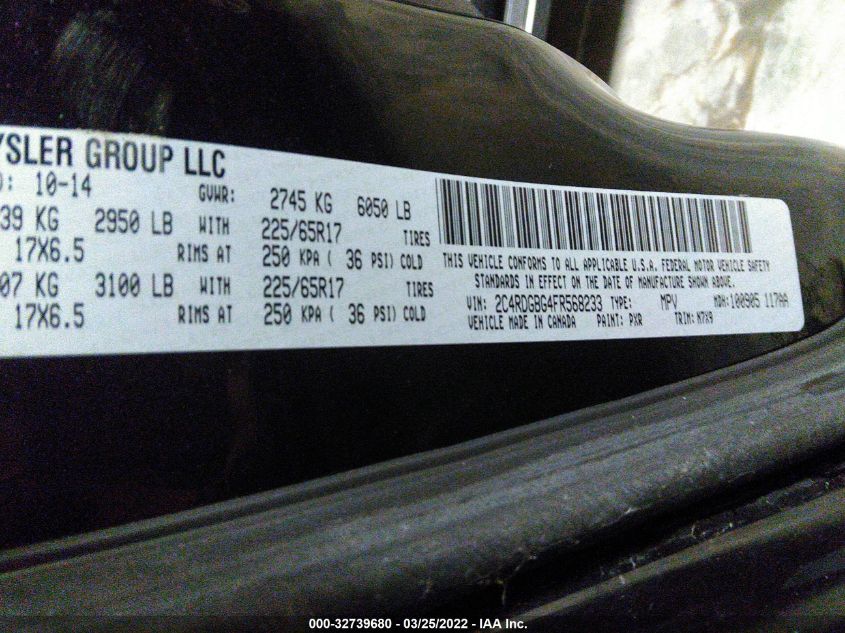 YSLER GROUP LLC
10-14 GVWR: 2745 KG 6050 LB
39 KG 2950 LB WITH 225/65R17 TIRES
17X6.5 RIMS AT 250 KPA ( 36 PSI) COLD
07 KG 3100 LB WITH 225/65R17 TIRES
17X6.5 RIMS AT 250 KPA ( 36 PSI) COLD
THIS VEHICLE CONFORMS TO ALL APPLICABLE U.S.A. FEDERAL MOTOR VEHICLE SAFETY
STANDARDS IN EFFECT ON THE DATE OF MANUFACTURE SHOWN ABOVE.
VIN: 2C4RDGBG4FR568233 TYPE: MPV MDH: 100905 117AA
VEHICLE MADE IN CANADA PAINT: PXR TRIM: K7X9
000-32739680 - 03/25/2022 - IAA Inc.